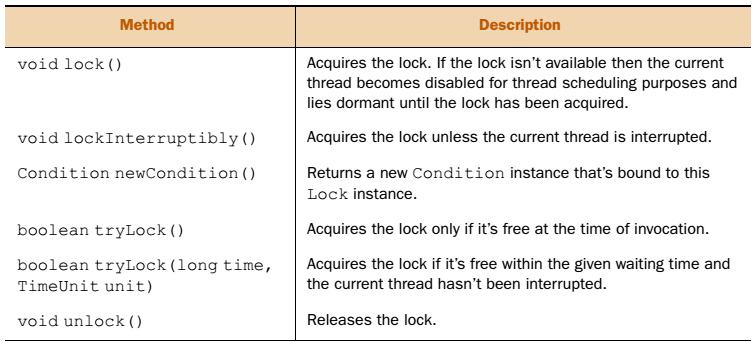 Method Description
void lock() Acquires the lock. If the lock isn't available then the current
thread becomes disabled for thread scheduling purposes and
lies dormant until the lock has been acquired.
void lockInterruptibly() Acquires the lock unless the current thread is interrupted.
Condition newCondition() Returns a new Condition instance that's bound to this
Lock instance.
boolean tryLock() Acquires the lock only if it's free at the time of invocation.
boolean tryLock(long time, Acquires the lock if it's free within the given waiting time and
TimeUnit unit) the current thread hasn't been interrupted.
void unlock() Releases the lock.